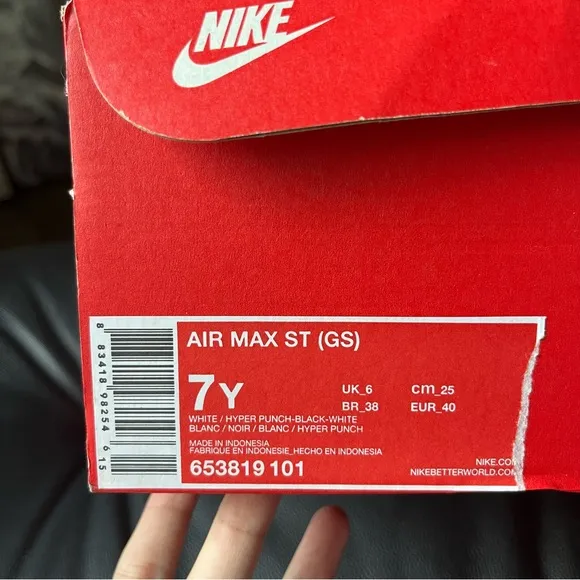 NIKE
AIR MAX ST (GS)
7Y
UK_6 cm_25
BR_38 EUR_40
WHITE / HYPER PUNCH-BLACK-WHITE
BLANC / NOIR / BLANC / HYPER PUNCH
MADE IN INDONESIA
FABRIQUE EN INDONESIE_HECHO EN INDONESIA
653819 101
NIKE.COM
NIKEBETTERWORLD.COM
8 83418 98254 6 15